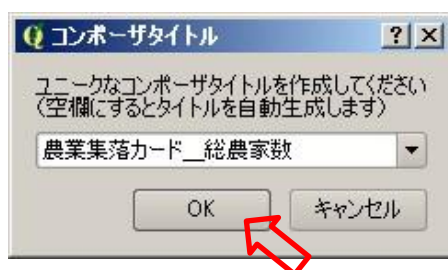 コンポーザタイトル
ユニークなコンポーザタイトルを作成してください
(空欄にするとタイトルを自動生成します)
農業集落カード__総農家数
OK キャンセル